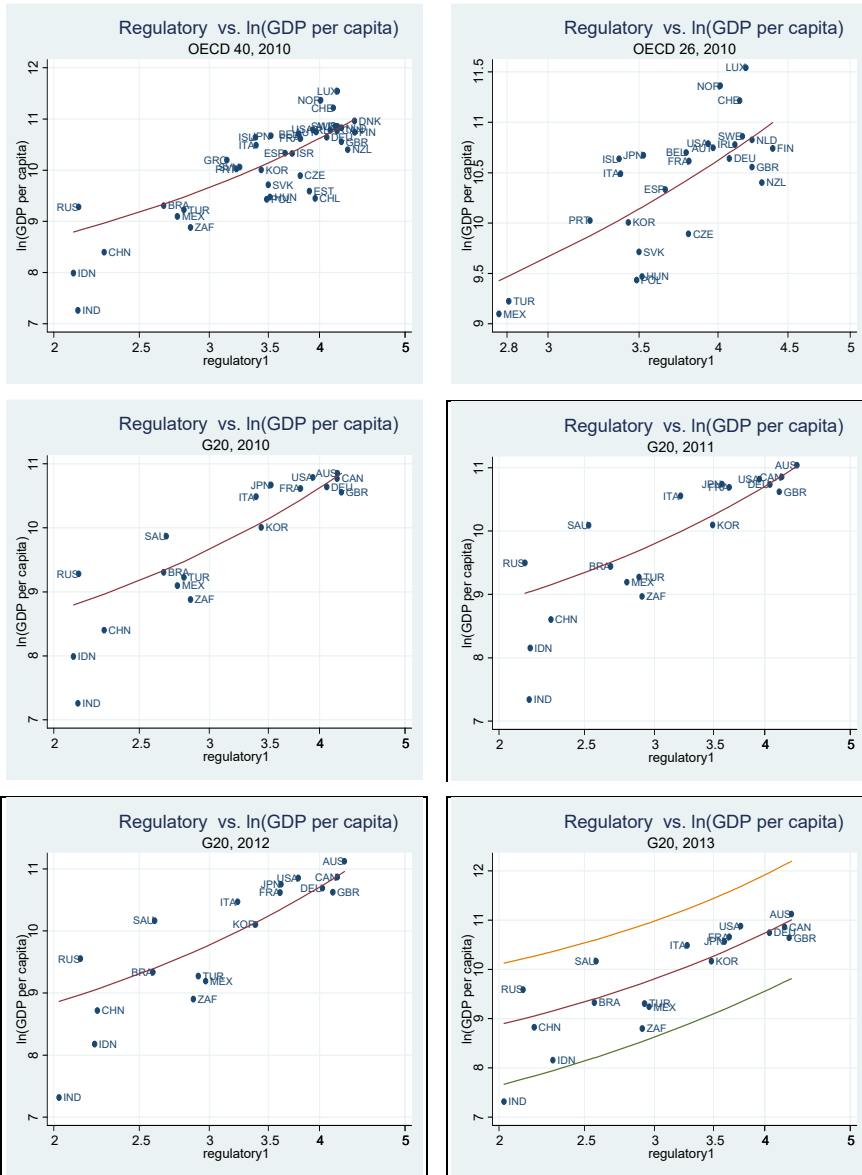 Regulatory vs. ln(GDP per capita)
OECD 40, 2010
ln(GDP per capita)
12
11
10
9
8
7
LUX
NOR
CHE
DNK
FIN
GBR
NZL
DEU
USA
FRA
ISL
JPN
ITA
ESP
ISR
GRC
KOR
CZE
SVK
EST
HUN
POL
CHL
RUS
BRA
TUR
MEX
ZAF
CHN
IDN
IND
2 2.5 3 3.5 4 5
regulatory1
Regulatory vs. ln(GDP per capita)
OECD 26, 2010
ln(GDP per capita)
11.5
11
10.5
10
9.5
9
LUX
NOR
CHE
SWE
USA
NLD
IRL
AUT
FIN
BEL
JPN
ISL
FRA
DEU
GBR
ITA
NZL
ESP
PRT
KOR
CZE
SVK
HUN
POL
TUR
MEX
2.8 3 3.5 4 4.5 5
regulatory1
Regulatory vs. ln(GDP per capita)
G20, 2010
ln(GDP per capita)
11
10
9
8
7
AUS
USA
CAN
JPN
FRA
DEU
GBR
ITA
KOR
SAU
RUS
BRA
TUR
MEX
ZAF
CHN
IDN
IND
2 2.5 3 3.5 4 5
regulatory1
Regulatory vs. ln(GDP per capita)
G20, 2011
ln(GDP per capita)
11
10
9
8
7
AUS
CAN
USA
JPN
FRA
DEU
GBR
ITA
SAU
KOR
RUS
BRA
TUR
MEX
ZAF
CHN
IDN
IND
2 2.5 3 3.5 4 5
regulatory1
Regulatory vs. ln(GDP per capita)
G20, 2012
ln(GDP per capita)
11
10
9
8
7
AUS
USA
CAN
JPN
DEU
FRA
GBR
ITA
SAU
KOR
RUS
BRA
TUR
MEX
ZAF
CHN
IDN
IND
2 2.5 3 3.5 4 5
regulatory1
Regulatory vs. ln(GDP per capita)
G20, 2013
ln(GDP per capita)
12
11
10
9
8
7
AUS
USA
CAN
DEU
FRA
GBR
JPN
ITA
SAU
KOR
RUS
BRA
TUR
MEX
ZAF
CHN
IDN
IND
2 2.5 3 3.5 4 5
regulatory1